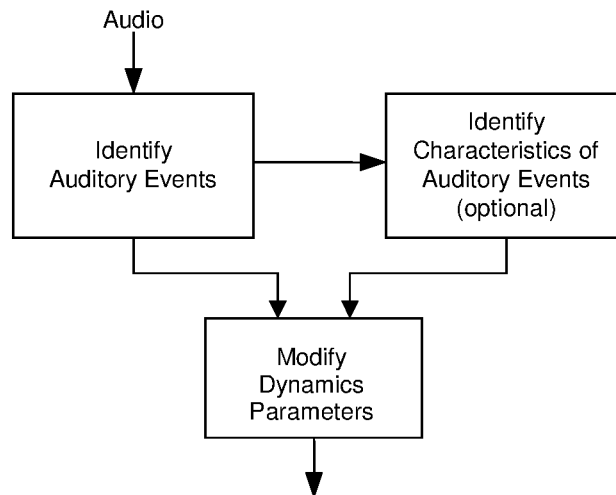 Audio
Identify
Auditory Events
Identify
Characteristics of
Auditory Events
(optional)
Modify
Dynamics
Parameters